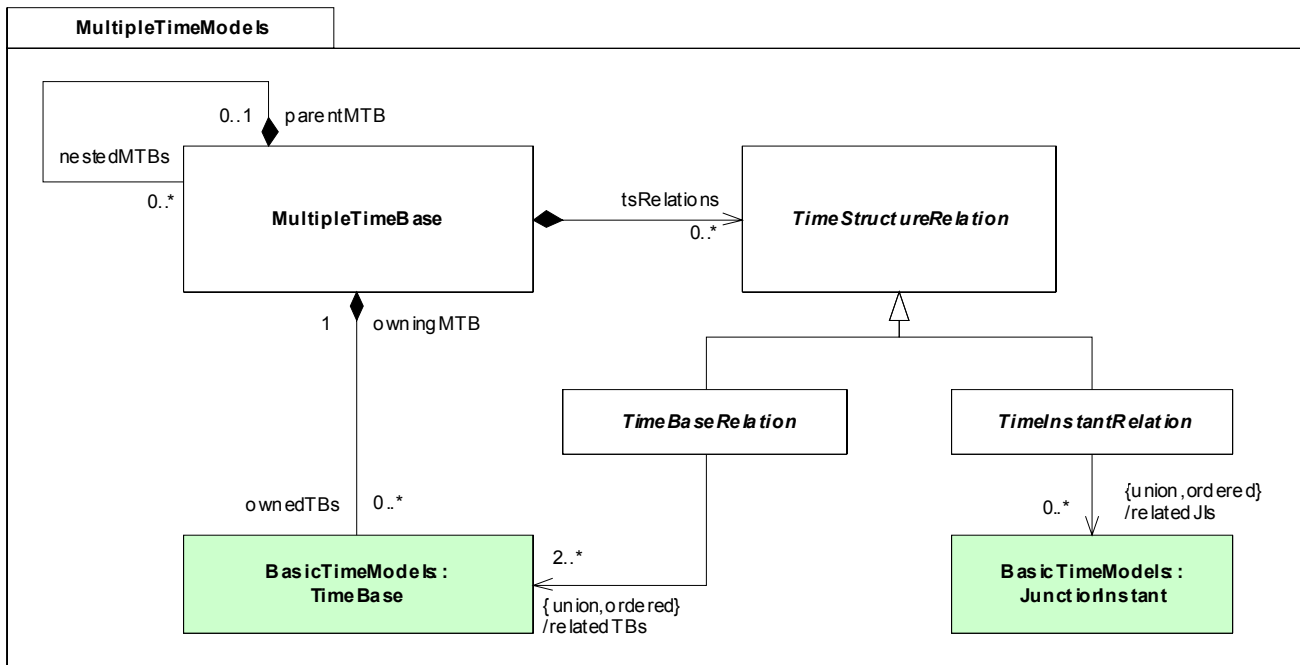 MultipleTimeModels
0..1
parentMTB
nestedMTBs
0..*
MultipleTimeBase
tsRelations
0..*
TimeStructureRelation
1
owningMTB
TimeBaseRelation
TimeInstantRelation
ownedTBs
0..*
{union,ordered}
0..*
/relatedJIs
BasicTimeModels::
TimeBase
2..*
{union,ordered}
/relatedTBs
BasicTimeModels::
JunctionInstant